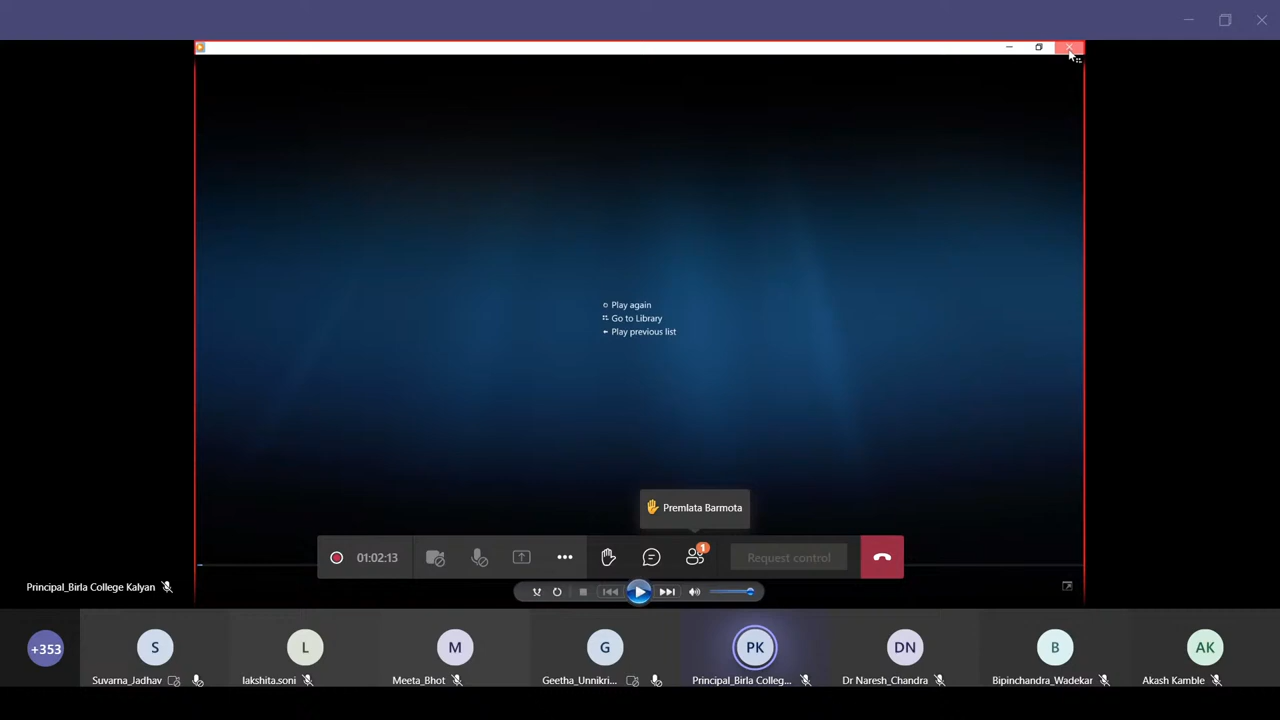 Play again
Go to Library
Play previous list
Premlata Barmota
01:02:13
1
Request control
Principal_Birla College Kalyan
+353
S
L
M
G
PK
DN
B
AK
Suvarna_Jadhav
lakshita.soni
Meeta_Bhot
Geetha_Unnikri...
Principal_Birla Colleg...
Dr Naresh_Chandra
Bipinchandra_Wadekar
Akash Kamble